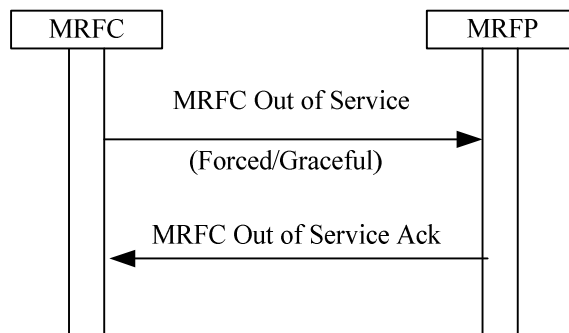 MRFC
MRFP
MRFC Out of Service
(Forced/Graceful)
MRFC Out of Service Ack